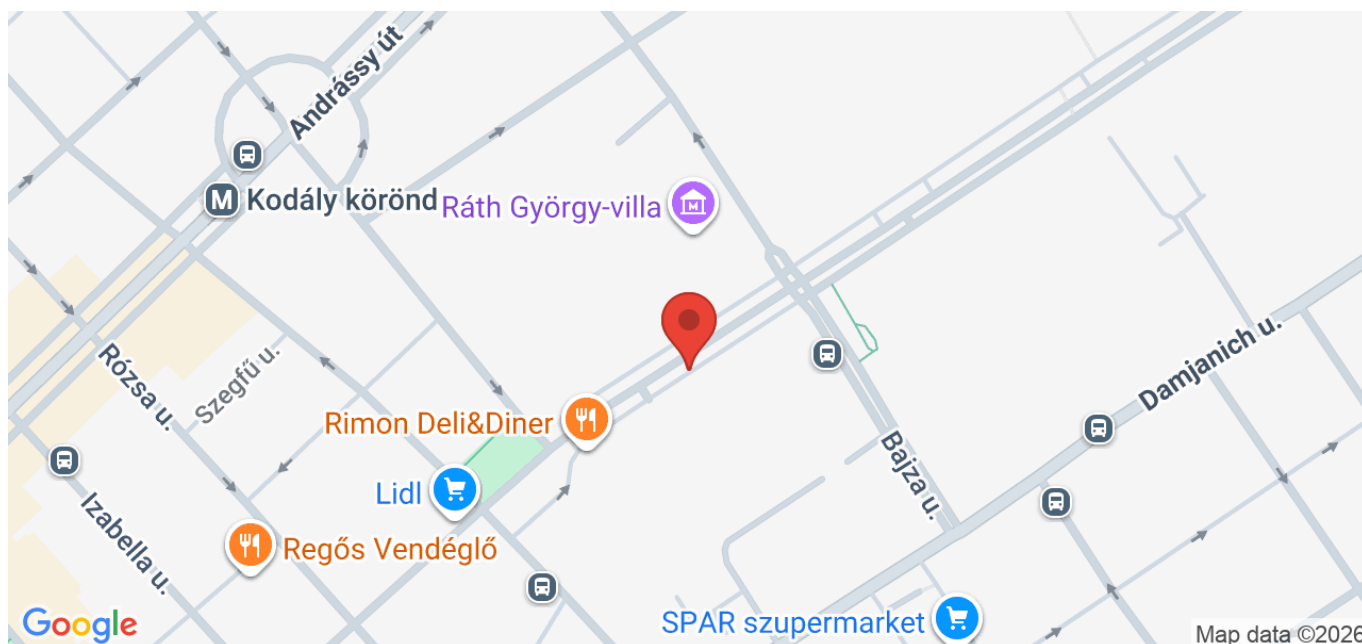 Andrássy út
M Kodály körönd
Ráth György-villa
M
Rózsa u.
Szegfű u.
Damjanich u.
Rimon Deli&Diner
Bajza u.
Lidl
Izabella u.
Regős Vendéglő
SPAR szupermarket
Google
Map data ©2026